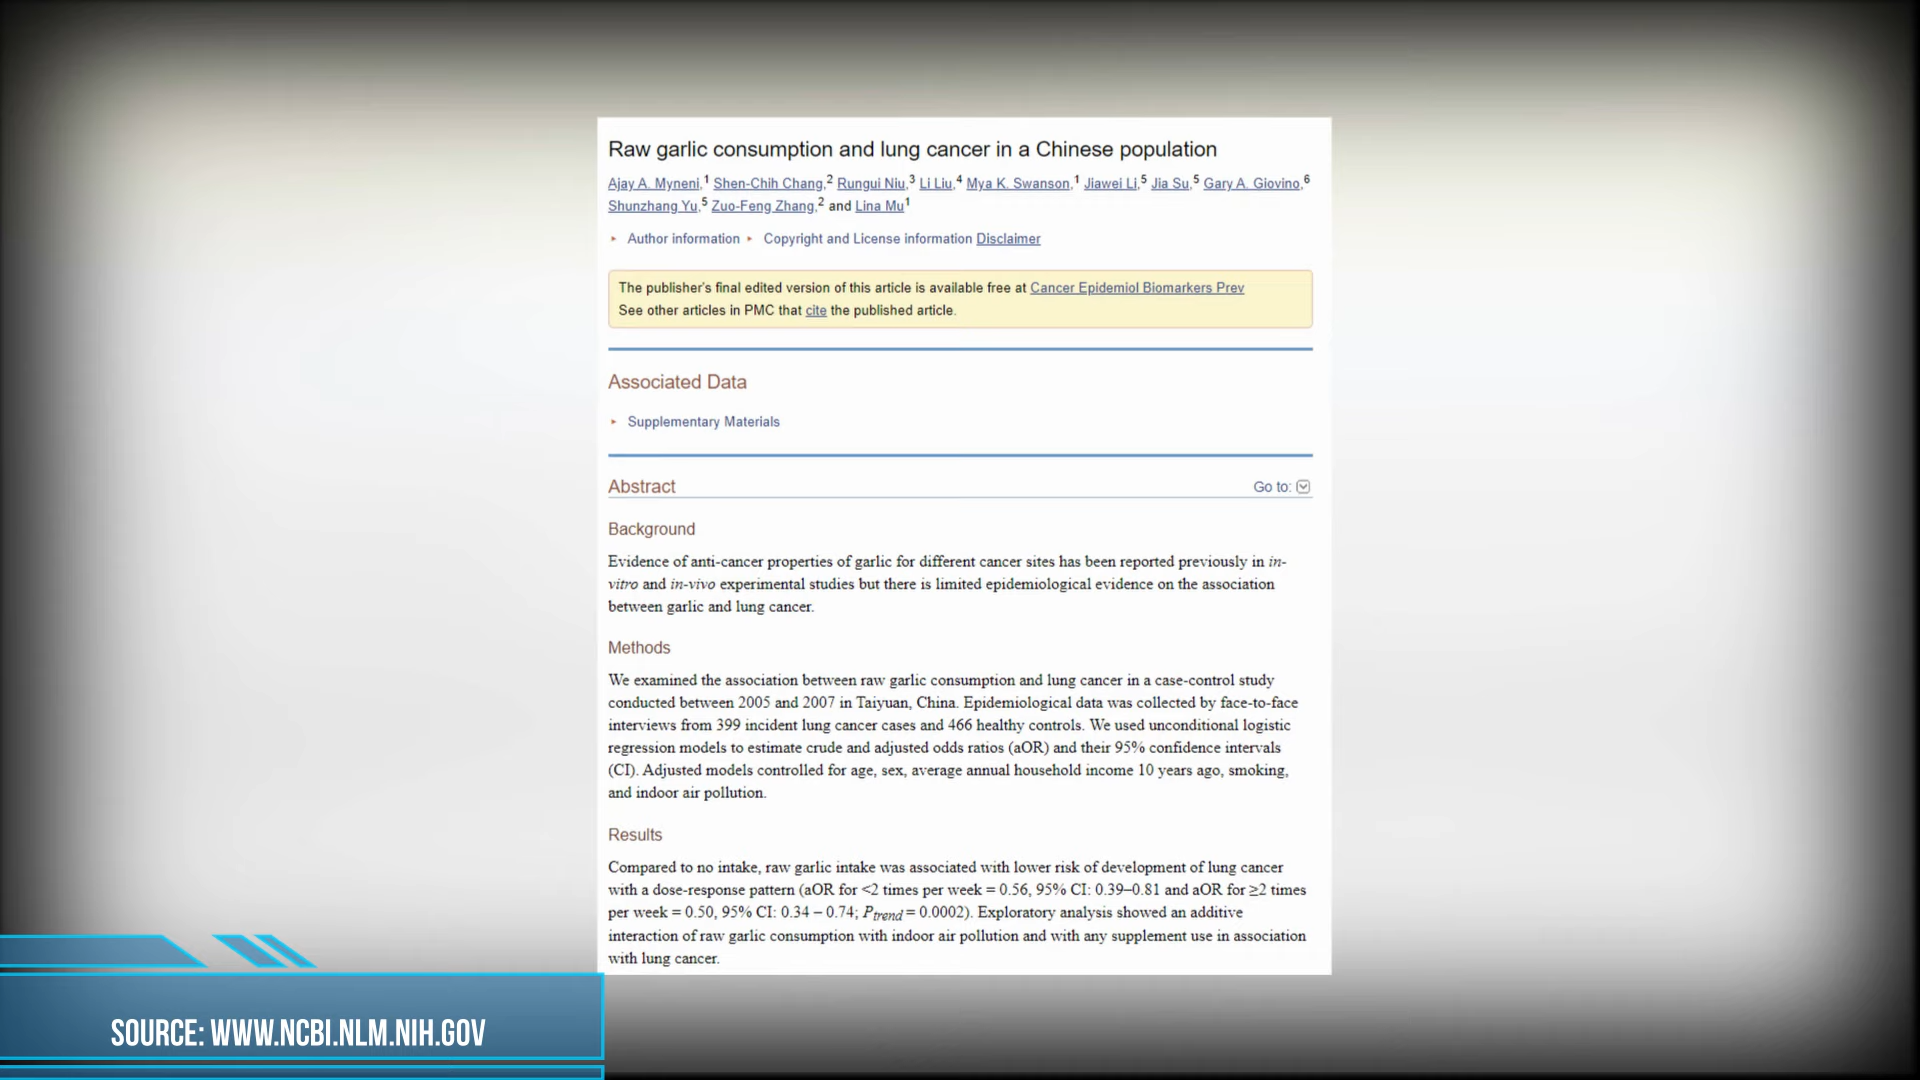 Raw garlic consumption and lung cancer in a Chinese population
Ajay A. Myneni,1 Shen-Chih Chang,2 Rungui Niu,3 Li Liu,4 Mya K. Swanson,1 Jiawei Li,5 Jia Su,5 Gary A. Giovino,6
Shunzhang Yu,5 Zuo-Feng Zhang,2 and Lina Mu1
Author information Copyright and License information Disclaimer
The publisher's final edited version of this article is available free at Cancer Epidemiol Biomarkers Prev
See other articles in PMC that cite the published article.
Associated Data
Supplementary Materials
Abstract
Go to:
Background
Evidence of anti-cancer properties of garlic for different cancer sites has been reported previously in in-
vitro and in-vivo experimental studies but there is limited epidemiological evidence on the association
between garlic and lung cancer.
Methods
We examined the association between raw garlic consumption and lung cancer in a case-control study
conducted between 2005 and 2007 in Taiyuan, China. Epidemiological data was collected by face-to-face
interviews from 399 incident lung cancer cases and 466 healthy controls. We used unconditional logistic
regression models to estimate crude and adjusted odds ratios (aOR) and their 95% confidence intervals
(CI). Adjusted models controlled for age, sex, average annual household income 10 years ago, smoking,
and indoor air pollution.
Results
Compared to no intake, raw garlic intake was associated with lower risk of development of lung cancer
with a dose-response pattern (aOR for <2 times per week = 0.56, 95% CI: 0.39–0.81 and aOR for ≥2 times
per week = 0.50, 95% CI: 0.34 – 0.74; Ptrend = 0.0002). Exploratory analysis showed an additive
interaction of raw garlic consumption with indoor air pollution and with any supplement use in association
with lung cancer.
SOURCE: WWW.NCBI.NLM.NIH.GOV